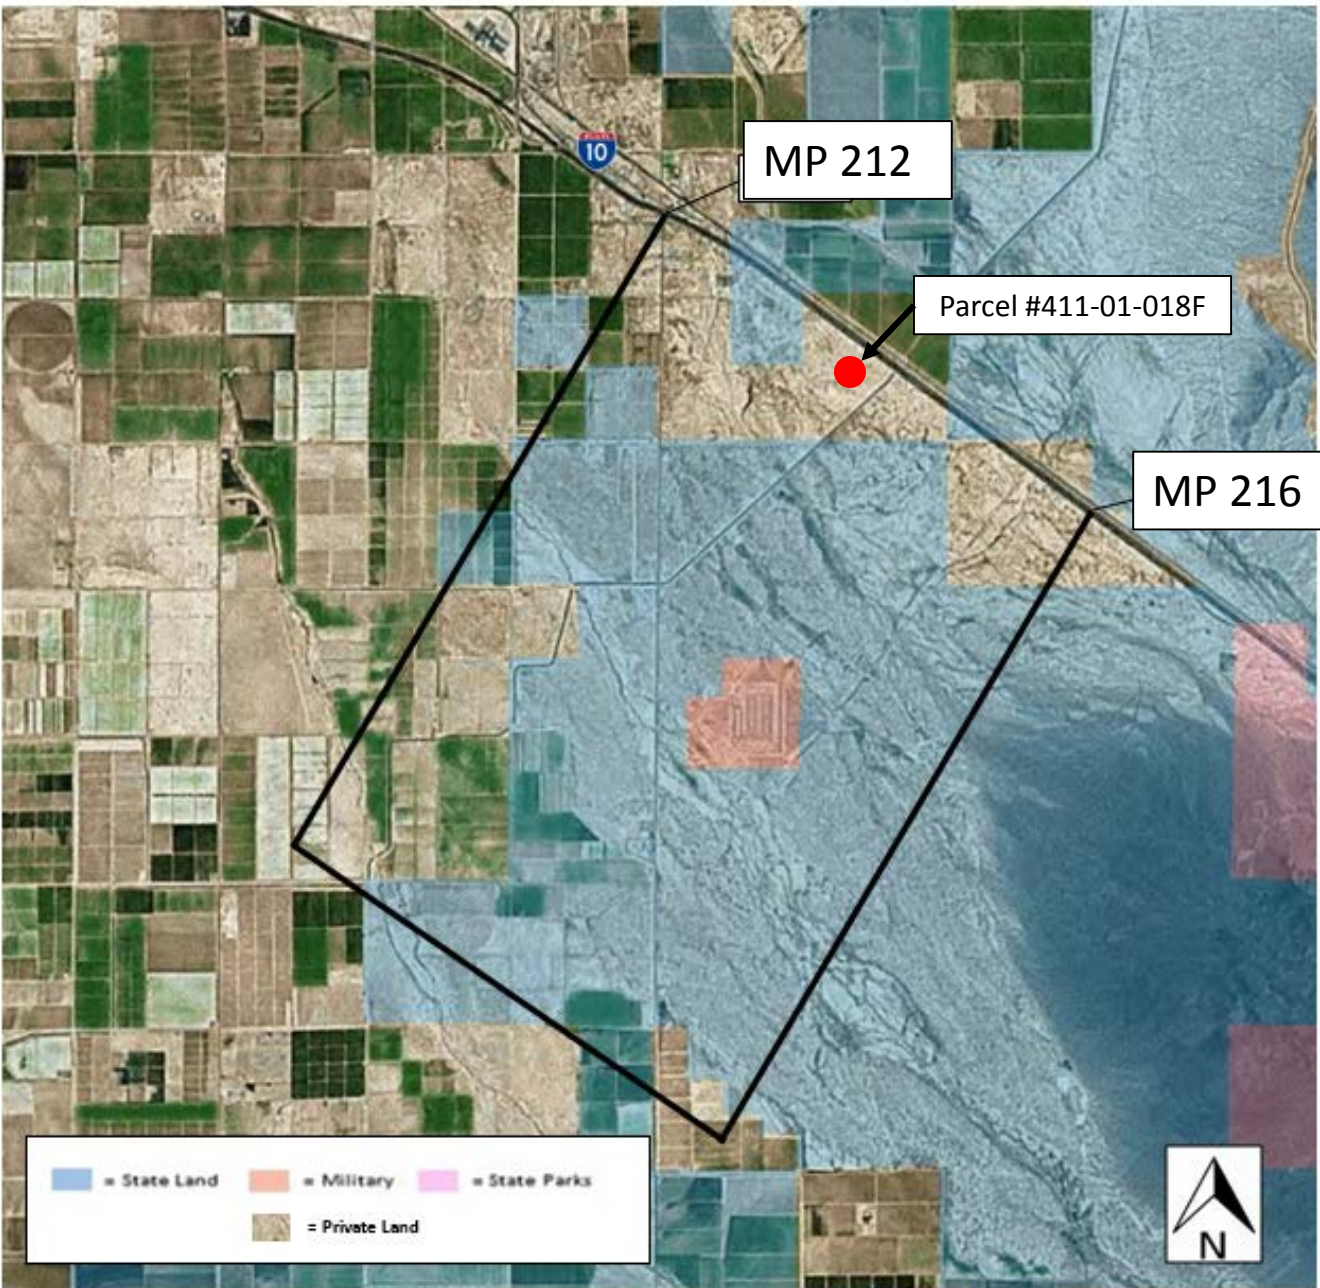 10
MP 212
Parcel #411-01-018F
MP 216
= State Land
= Military
= State Parks
= Private Land
N